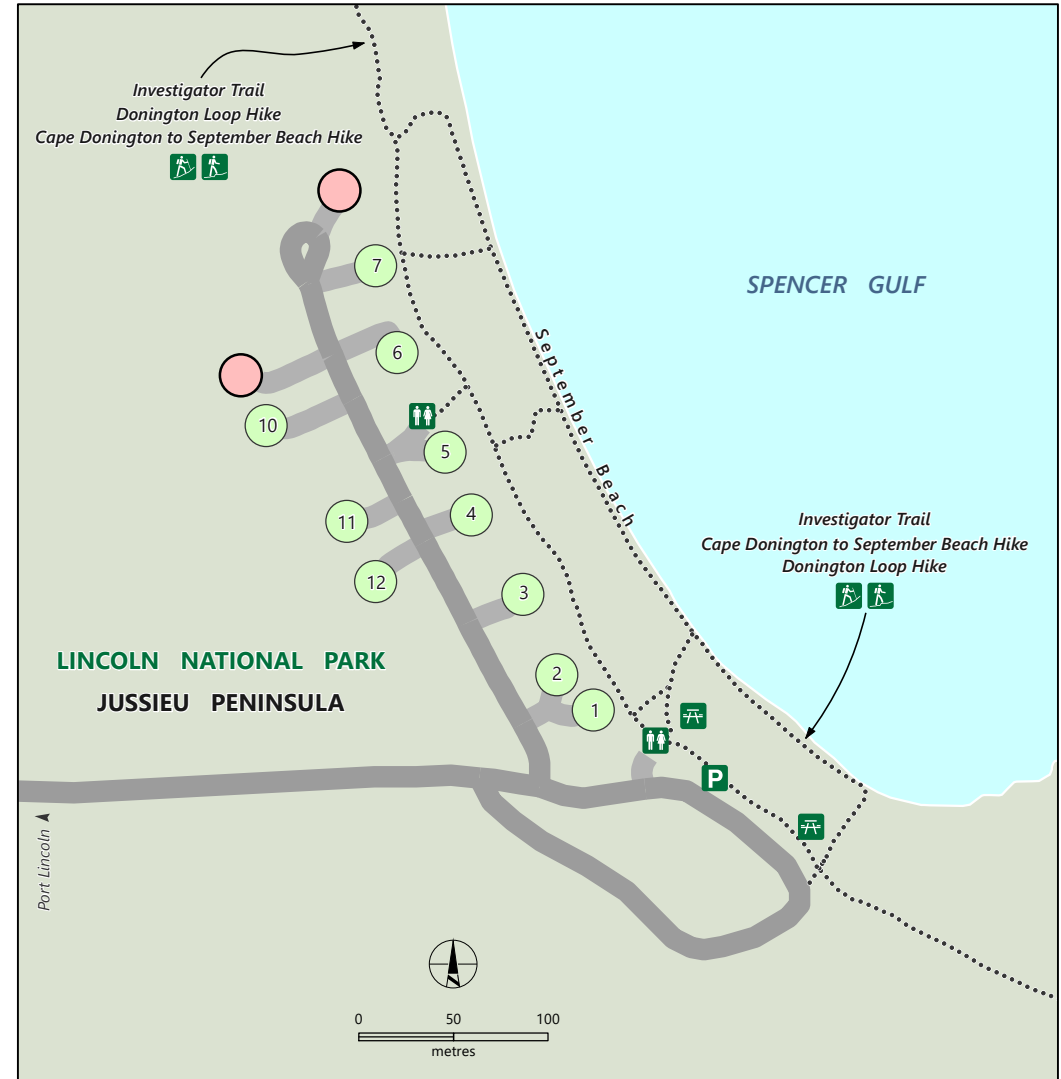 Investigator Trail
Donington Loop Hike
Cape Donington to September Beach Hike
7
SPENCER GULF
6
September Beach
10
5
4
11
Investigator Trail
Cape Donington to September Beach Hike
Donington Loop Hike
12
3
LINCOLN NATIONAL PARK
JUSSIEU PENINSULA
2
1
P
Port Lincoln
0 50 100
metres